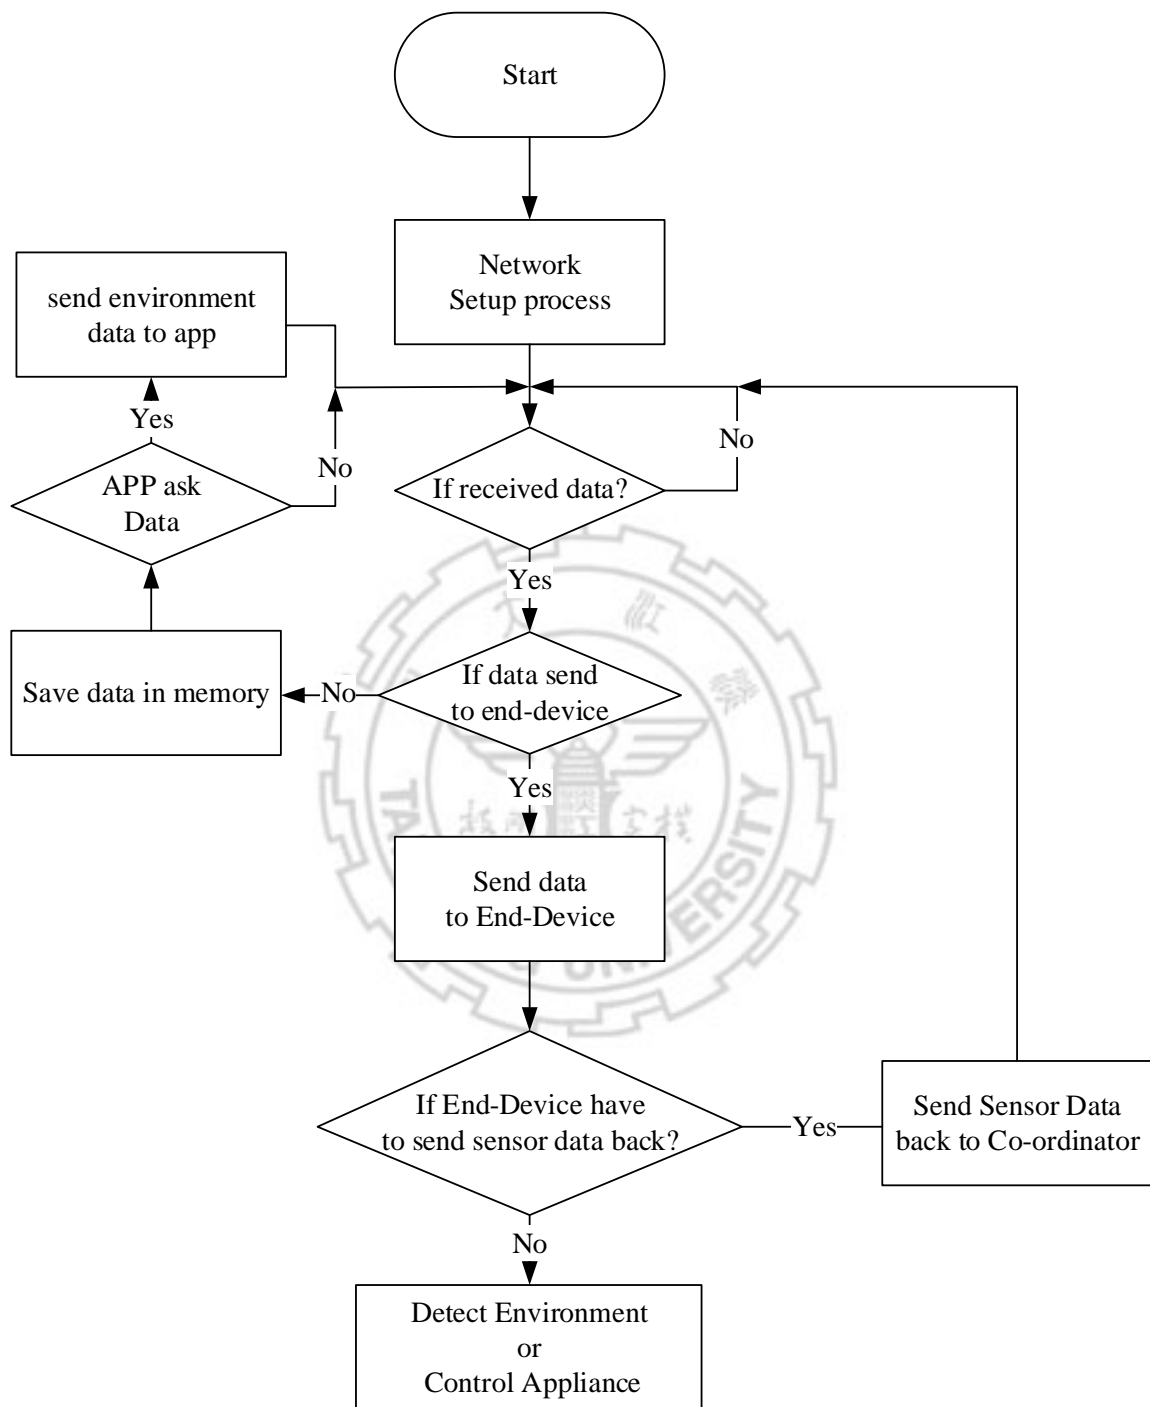 Start
Network
Setup process
send environment
data to app
Yes
No
No
APP ask
Data
If received data?
Yes
Save data in memory
No
If data send
to end-device
Yes
Send data
to End-Device
If End-Device have
to send sensor data back?
Yes
Send Sensor Data
back to Co-ordinator
No
Detect Environment
or
Control Appliance
UNIVERSITY